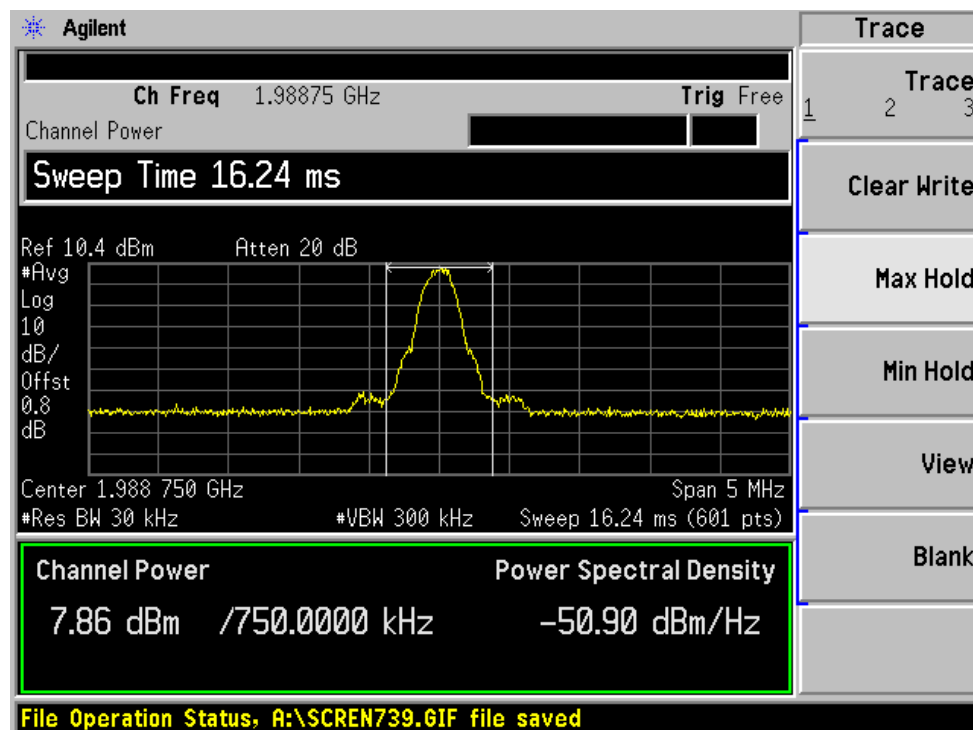 Agilent
Trace
Ch Freq 1.98875 GHz Trig Free
Channel Power
Sweep Time 16.24 ms
Ref 10.4 dBm Atten 20 dB
#Avg
Log
10
dB/
Offst
0.8
dB
Center 1.988 750 GHz Span 5 MHz
#Res BW 30 kHz #VBW 300 kHz Sweep 16.24 ms (601 pts)
Channel Power Power Spectral Density
7.86 dBm /750.0000 kHz -50.90 dBm/Hz
File Operation Status, A:\SCREN739.GIF file saved
Trace
1 2 3
Clear Write
Max Hold
Min Hold
View
Blank